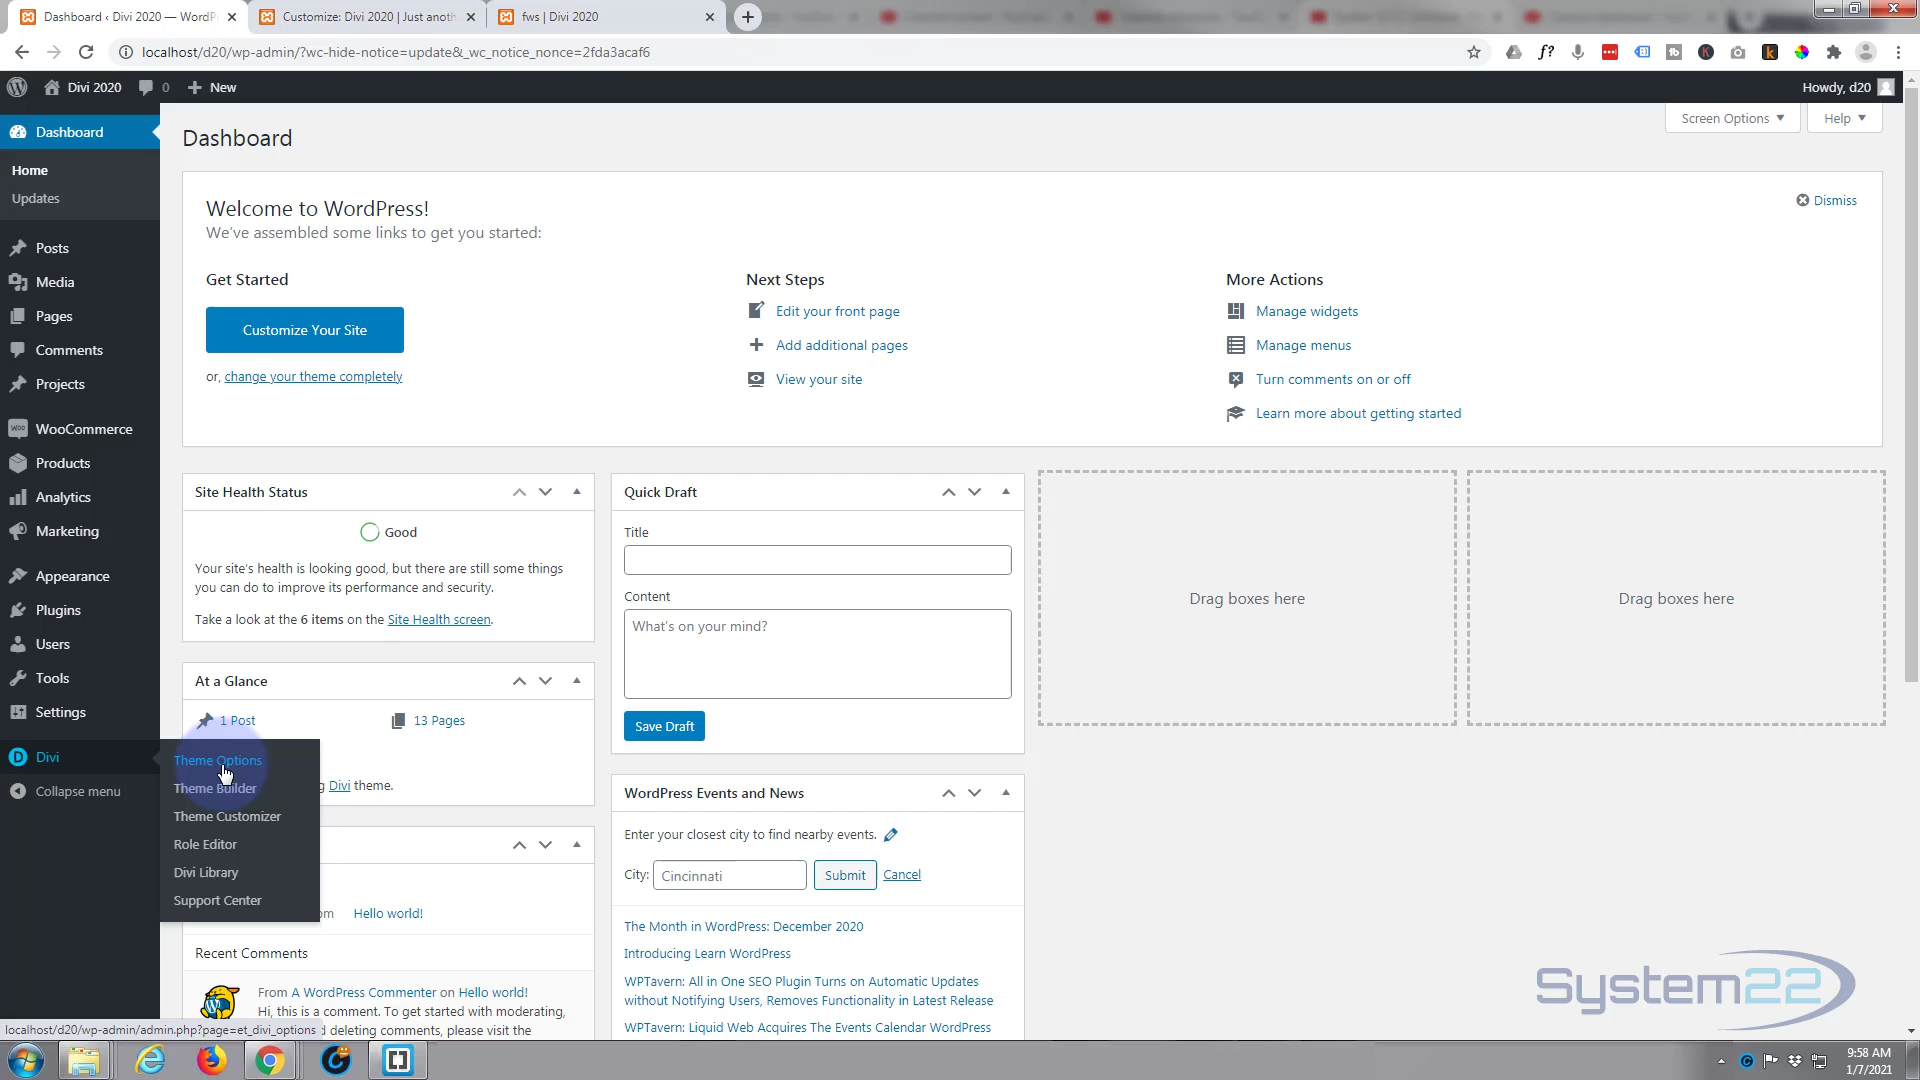 Dashboard ‹ Divi 2020 — WordPr
Customize: Divi 2020 | Just anoth
fws | Divi 2020
localhost/d20/wp-admin/?wc-hide-notice=update&_wc_notice_nonce=2fda3acaf6
Divi 2020
0
New
Howdy, d20
Dashboard
Home
Updates
Posts
Media
Pages
Comments
Projects
WooCommerce
Products
Analytics
Marketing
Appearance
Plugins
Users
Tools
Settings
Divi
Collapse menu
Theme Options
Theme Builder
Theme Customizer
Role Editor
Divi Library
Support Center
Dashboard
Screen Options
Help
Welcome to WordPress!
We've assembled some links to get you started:
Dismiss
Get Started
Customize Your Site
or, change your theme completely
Next Steps
Edit your front page
Add additional pages
View your site
More Actions
Manage widgets
Manage menus
Turn comments on or off
Learn more about getting started
Site Health Status
Good
Your site's health is looking good, but there are still some things
you can do to improve its performance and security.
Take a look at the 6 items on the Site Health screen.
At a Glance
1 Post
13 Pages
g Divi theme.
om Hello world!
Recent Comments
From A WordPress Commenter on Hello world!
Hi, this is a comment. To get started with moderating,
d deleting comments, please visit the
Quick Draft
Title
Content
What's on your mind?
Save Draft
WordPress Events and News
Enter your closest city to find nearby events.
City: Cincinnati Submit Cancel
The Month in WordPress: December 2020
Introducing Learn WordPress
WPTavern: All in One SEO Plugin Turns on Automatic Updates
without Notifying Users, Removes Functionality in Latest Release
WPTavern: Liquid Web Acquires The Events Calendar WordPress
Drag boxes here
Drag boxes here
System22
localhost/d20/wp-admin/admin.php?page=et_divi_options
9:58 AM
1/7/2021